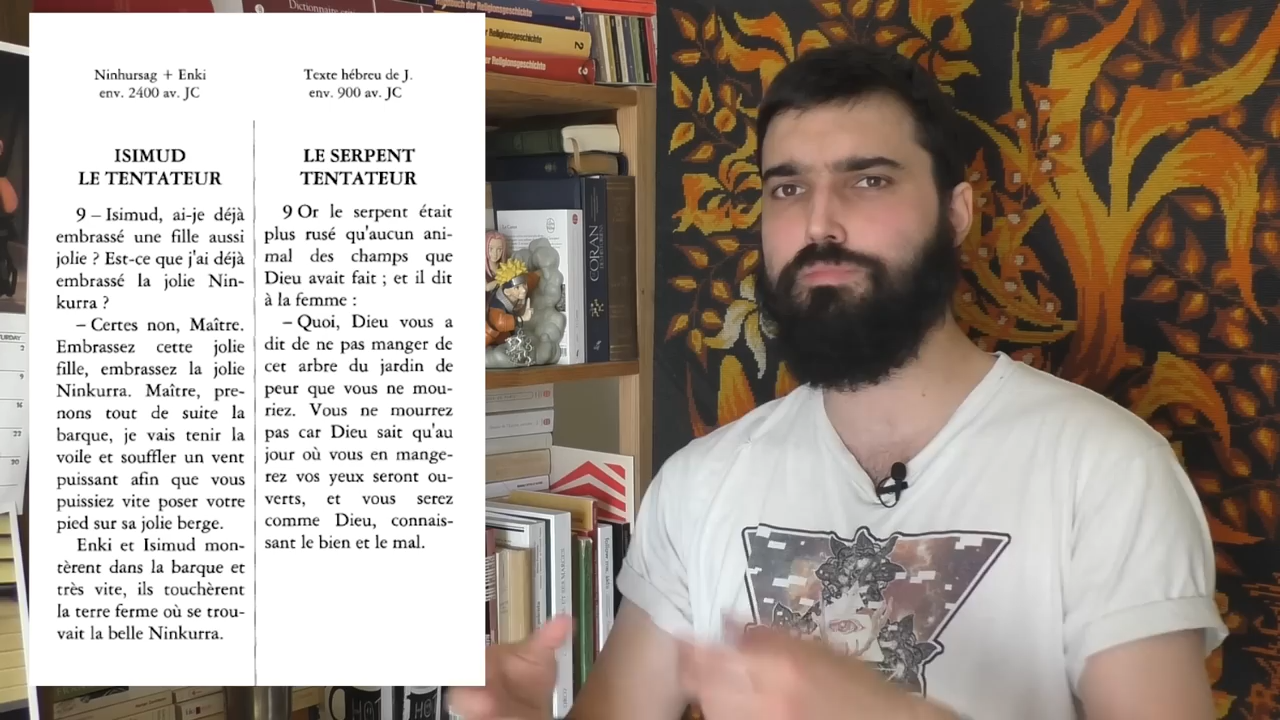 Ninhursag + Enki
env. 2400 av. JC
ISIMUD
LE TENTATEUR
9 – Isimud, ai-je déjà
embrassé une fille aussi
jolie ? Est-ce que j'ai déjà
embrassé la jolie Nin-
kurra ?
– Certes non, Maître.
Embrassez cette jolie
fille, embrassez la jolie
Ninkurra. Maître, pre-
nons tout de suite la
barque, je vais tenir la
voile et souffler un vent
puissant afin que vous
puissiez vite poser votre
pied sur sa jolie berge.
Enki et Isimud mon-
tèrent dans la barque et
très vite, ils touchèrent
la terre ferme où se trou-
vait la belle Ninkurra.
Texte hébreu de J.
env. 900 av. JC
LE SERPENT
TENTATEUR
9 Or le serpent était
plus rusé qu'aucun ani-
mal des champs que
Dieu avait fait ; et il dit
à la femme :
– Quoi, Dieu vous a
dit de ne pas manger de
cet arbre du jardin de
peur que vous ne mou-
riez. Vous ne mourrez
pas car Dieu sait qu'au
jour où vous en mange-
rez vos yeux seront ou-
verts, et vous serez
comme Dieu, connais-
sant le bien et le mal.
Religionsgeschichte
2
Religionsgeschichte
CORAN